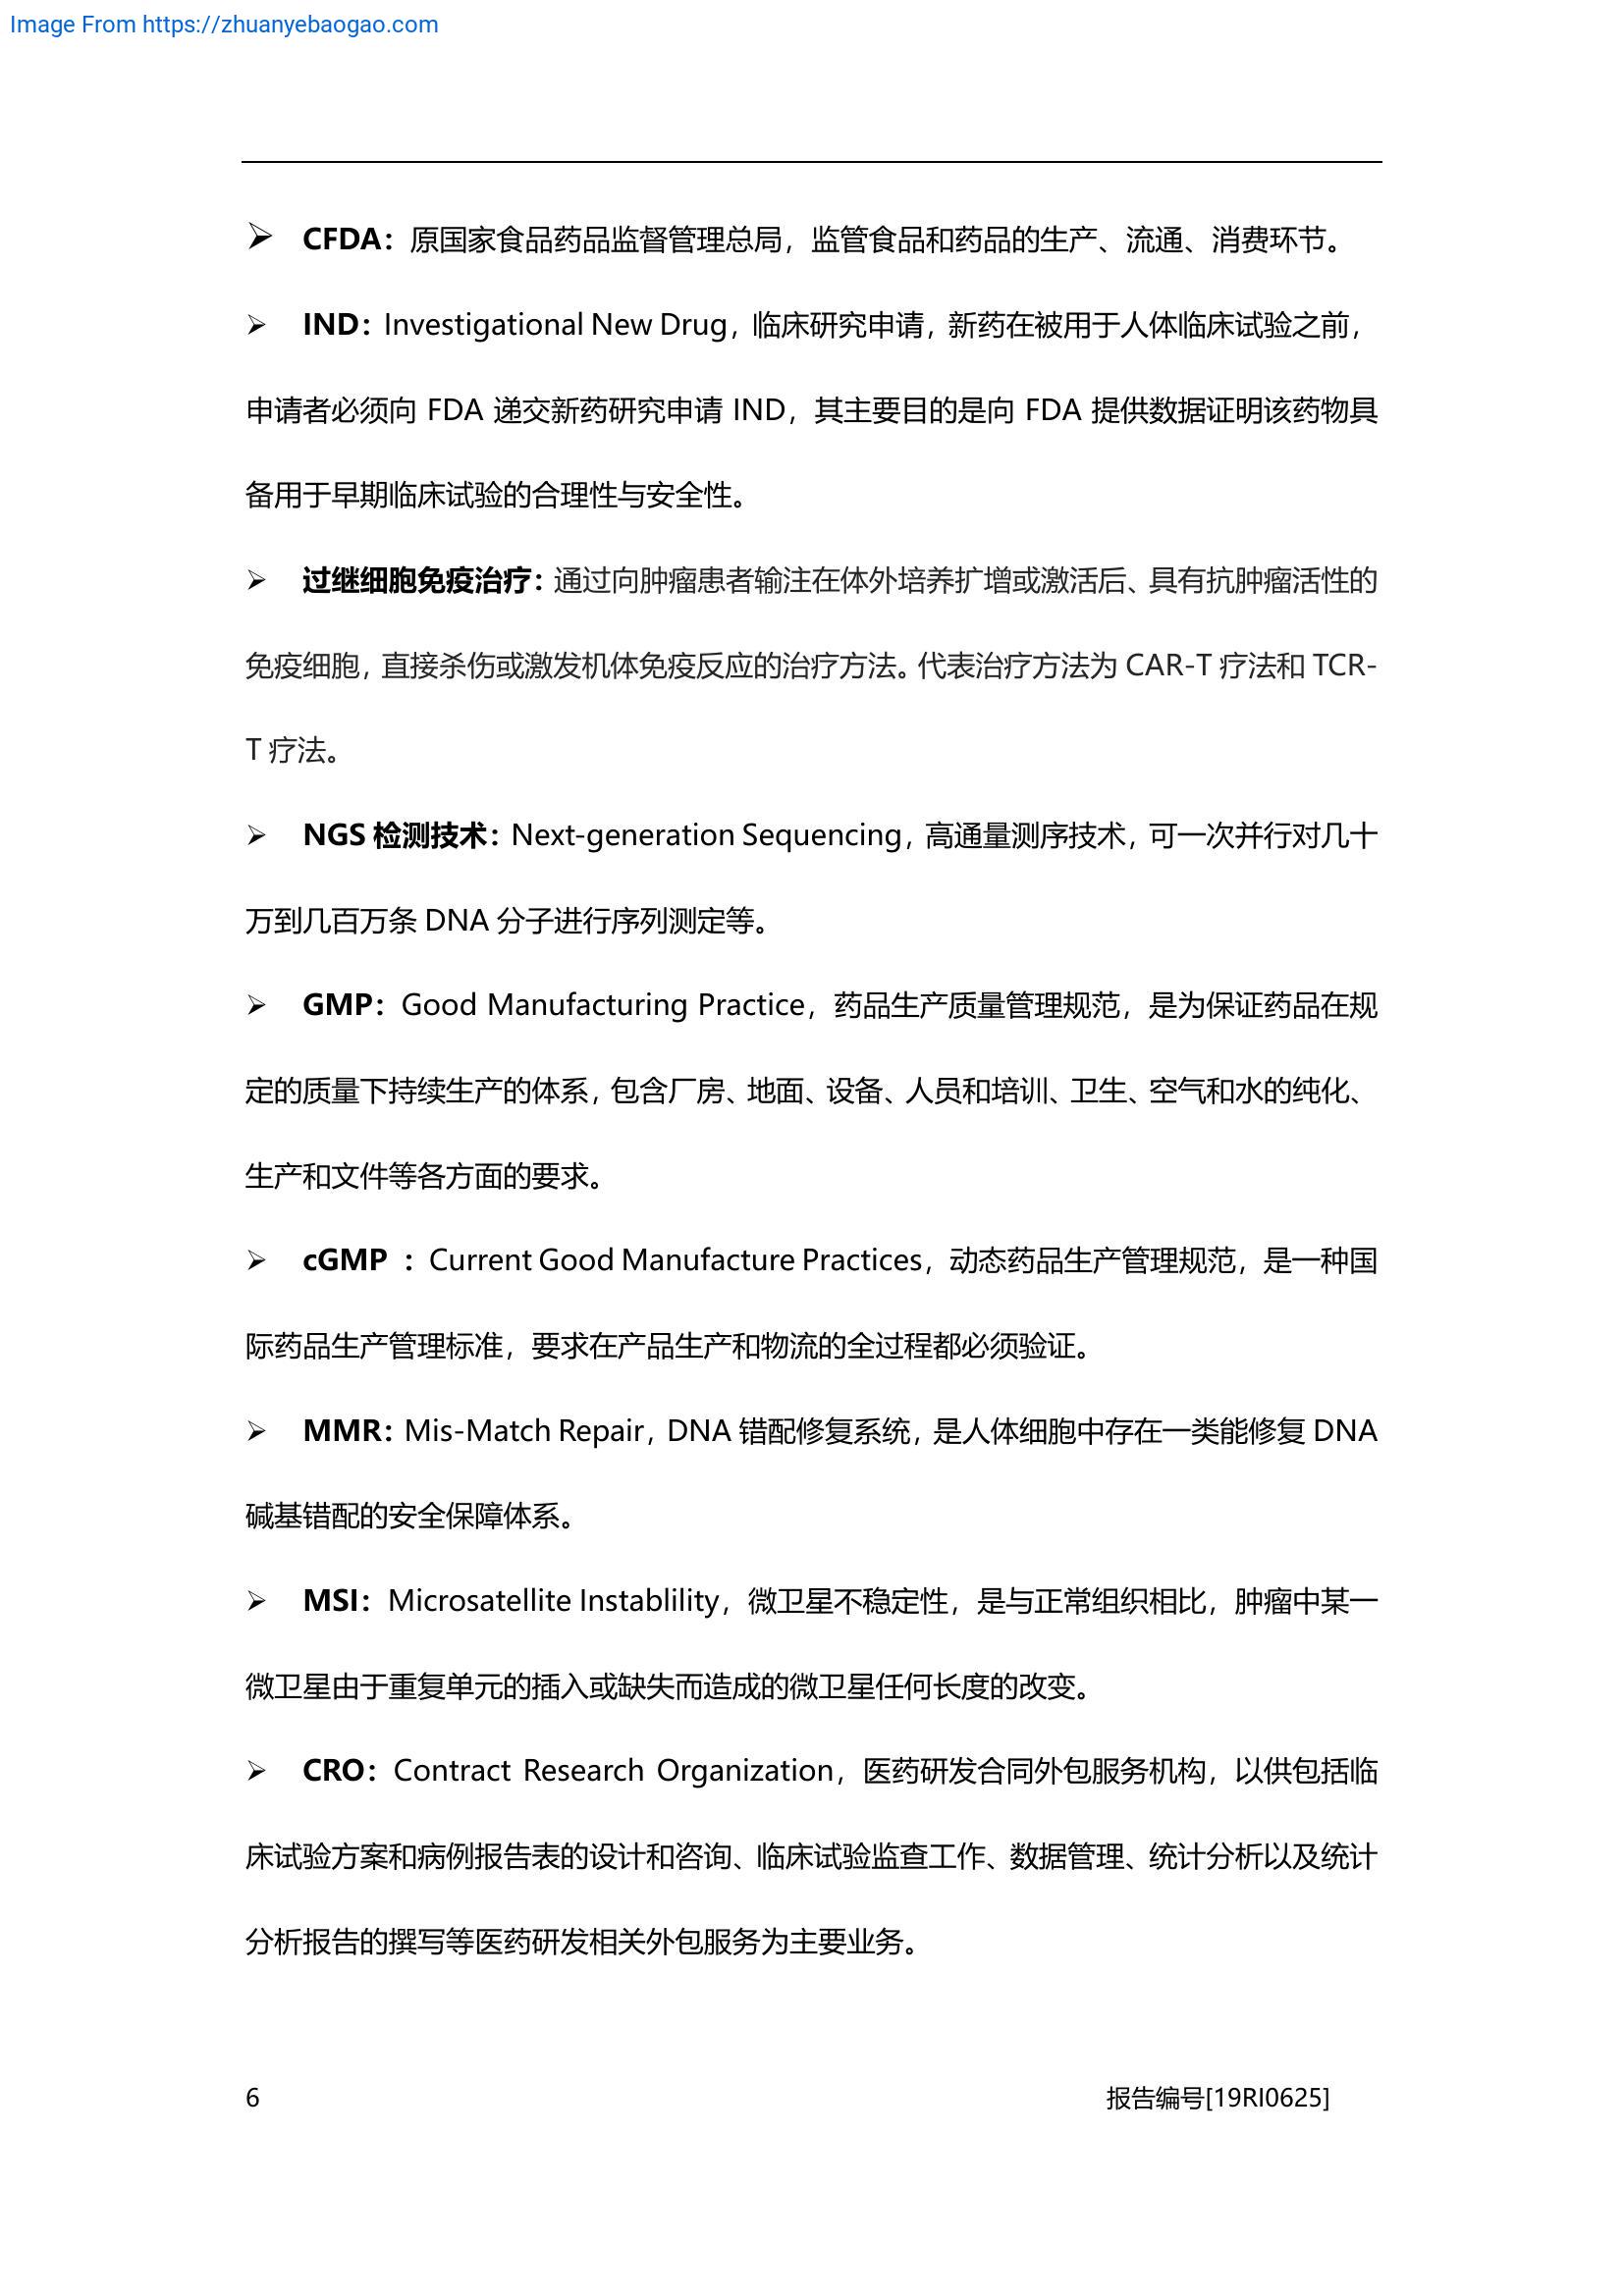 Image From https://zhuanyebaogao.com
➢ CFDA：原国家食品药品监督管理总局，监管食品和药品的生产、流通、消费环节。
➢ IND：Investigational New Drug，临床研究申请，新药在被用于人体临床试验之前，
申请者必须向 FDA 递交新药研究申请 IND，其主要目的是向 FDA 提供数据证明该药物具
备用于早期临床试验的合理性与安全性。
➢ 过继细胞免疫治疗：通过向肿瘤患者输注在体外培养扩增或激活后、具有抗肿瘤活性的
免疫细胞，直接杀伤或激发机体免疫反应的治疗方法。代表治疗方法为 CAR-T 疗法和 TCR-
T 疗法。
➢ NGS 检测技术：Next-generation Sequencing，高通量测序技术，可一次并行对几十
万到几百万条 DNA 分子进行序列测定等。
➢ GMP：Good Manufacturing Practice，药品生产质量管理规范，是为保证药品在规
定的质量下持续生产的体系，包含厂房、地面、设备、人员和培训、卫生、空气和水的纯化、
生产和文件等各方面的要求。
➢ cGMP ：Current Good Manufacture Practices，动态药品生产管理规范，是一种国
际药品生产管理标准，要求在产品生产和物流的全过程都必须验证。
➢ MMR：Mis-Match Repair，DNA 错配修复系统，是人体细胞中存在一类能修复 DNA
碱基错配的安全保障体系。
➢ MSI：Microsatellite Instablility，微卫星不稳定性，是与正常组织相比，肿瘤中某一
微卫星由于重复单元的插入或缺失而造成的微卫星任何长度的改变。
➢ CRO：Contract Research Organization，医药研发合同外包服务机构，以供包括临
床试验方案和病例报告表的设计和咨询、临床试验监查工作、数据管理、统计分析以及统计
分析报告的撰写等医药研发相关外包服务为主要业务。
6 报告编号[19RI0625]